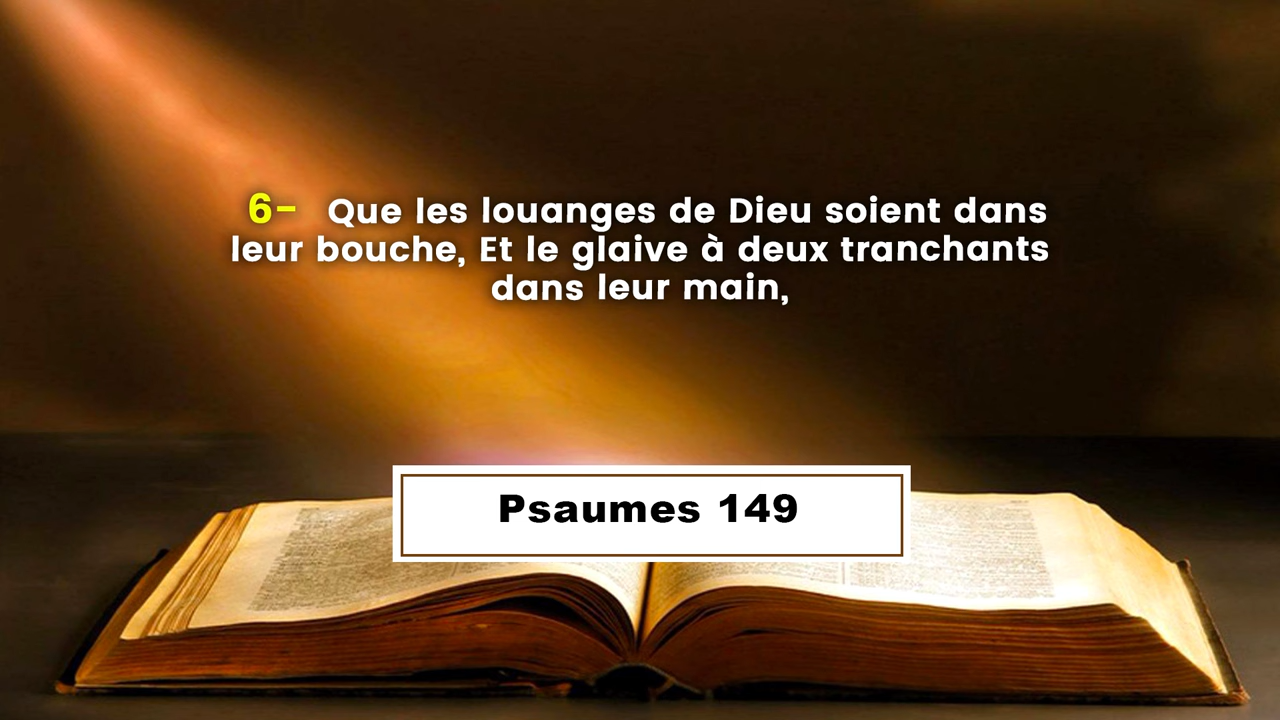 6- Que les louanges de Dieu soient dans
leur bouche, Et le glaive à deux tranchants
dans leur main,
Psaumes 149